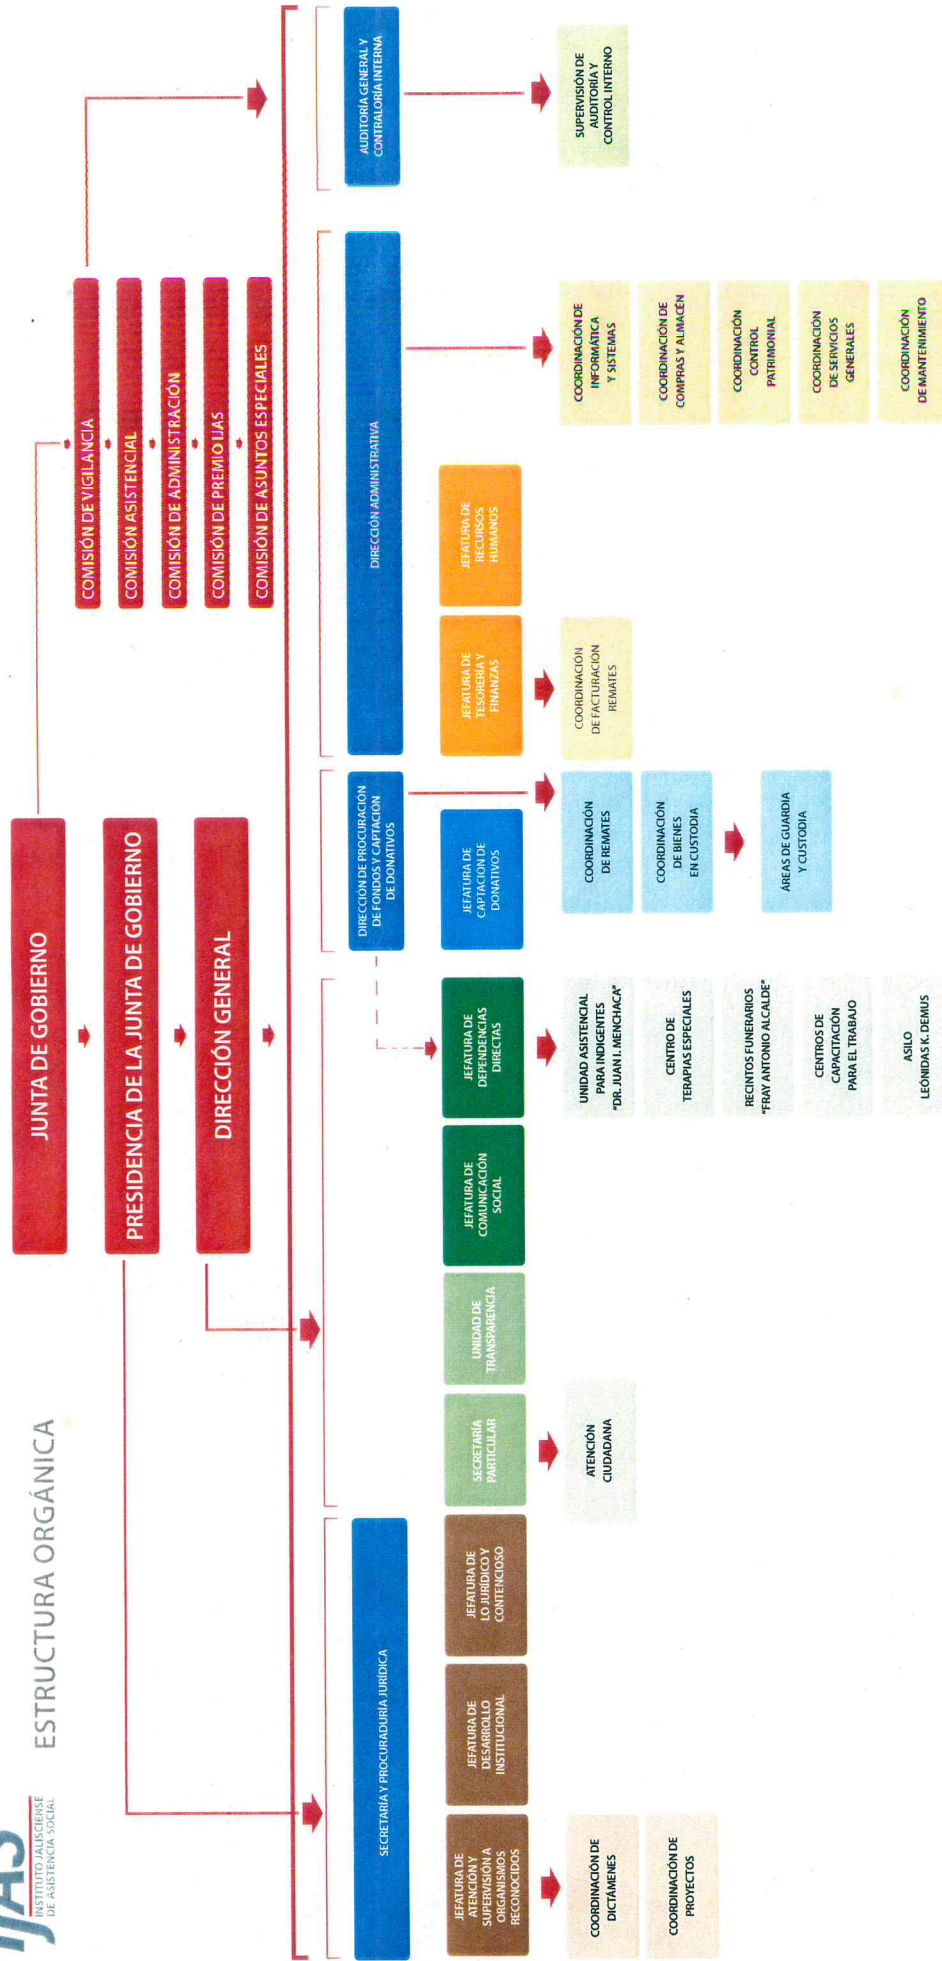 IJAS
INSTITUTO JALISCIENSE
DE ASISTENCIA SOCIAL
ESTRUCTURA ORGÁNICA
JUNTA DE GOBIERNO
PRESIDENCIA DE LA JUNTA DE GOBIERNO
DIRECCIÓN GENERAL
COMISIÓN DE VIGILANCIA
COMISIÓN ASISTENCIAL
COMISIÓN DE ADMINISTRACIÓN
COMISIÓN DE PREMIO IJAS
COMISIÓN DE ASUNTOS ESPECIALES
SECRETARÍA Y PROCURADURÍA JURÍDICA
DIRECCIÓN DE PROCURACIÓN
DE FONDOS Y CAPTACIÓN
DE DONATIVOS
DIRECCIÓN ADMINISTRATIVA
AUDITORÍA GENERAL Y
CONTRALORÍA INTERNA
JEFATURA DE
ATENCIÓN Y
SUPERVISIÓN A
ORGANISMOS
RECONOCIDOS
JEFATURA DE
DESARROLLO
INSTITUCIONAL
JEFATURA DE
LO JURÍDICO Y
CONTENCIOSO
SECRETARÍA
PARTICULAR
UNIDAD DE
TRANSPARENCIA
JEFATURA DE
COMUNICACIÓN
SOCIAL
JEFATURA DE
DEPENDENCIAS
DIRECTAS
JEFATURA DE
CAPTACION DE
DONATIVOS
JEFATURA DE
TESORERÍA Y
FINANZAS
JEFATURA DE
RECURSOS
HUMANOS
COORDINACIÓN DE
DICTÁMENES
COORDINACIÓN DE
PROYECTOS
ATENCIÓN
CIUDADANA
UNIDAD ASISTENCIAL
PARA INDIGENTES
"DR. JUAN I. MENCHACA"
CENTRO DE
TERAPIAS ESPECIALES
RECINTOS FUNERARIOS
"FRAY ANTONIO ALCALDE"
CENTROS DE
CAPACITACIÓN
PARA EL TRABAJO
ASILO
LEÓNIDAS K. DEMUS
COORDINACIÓN
DE REMATES
COORDINACIÓN
DE BIENES
EN CUSTODIA
ÁREAS DE GUARDIA
Y CUSTODIA
COORDINACIÓN
DE FACTURACION
REMATES
COORDINACIÓN DE
INFORMÁTICA
Y SISTEMAS
COORDINACIÓN DE
COMPRAS Y ALMACÉN
COORDINACIÓN
CONTROL
PATRIMONIAL
COORDINACIÓN
DE SERVICIOS
GENERALES
COORDINACIÓN
DE MANTENIMIENTO
SUPERVISIÓN DE
AUDITORÍA Y
CONTROL INTERNO